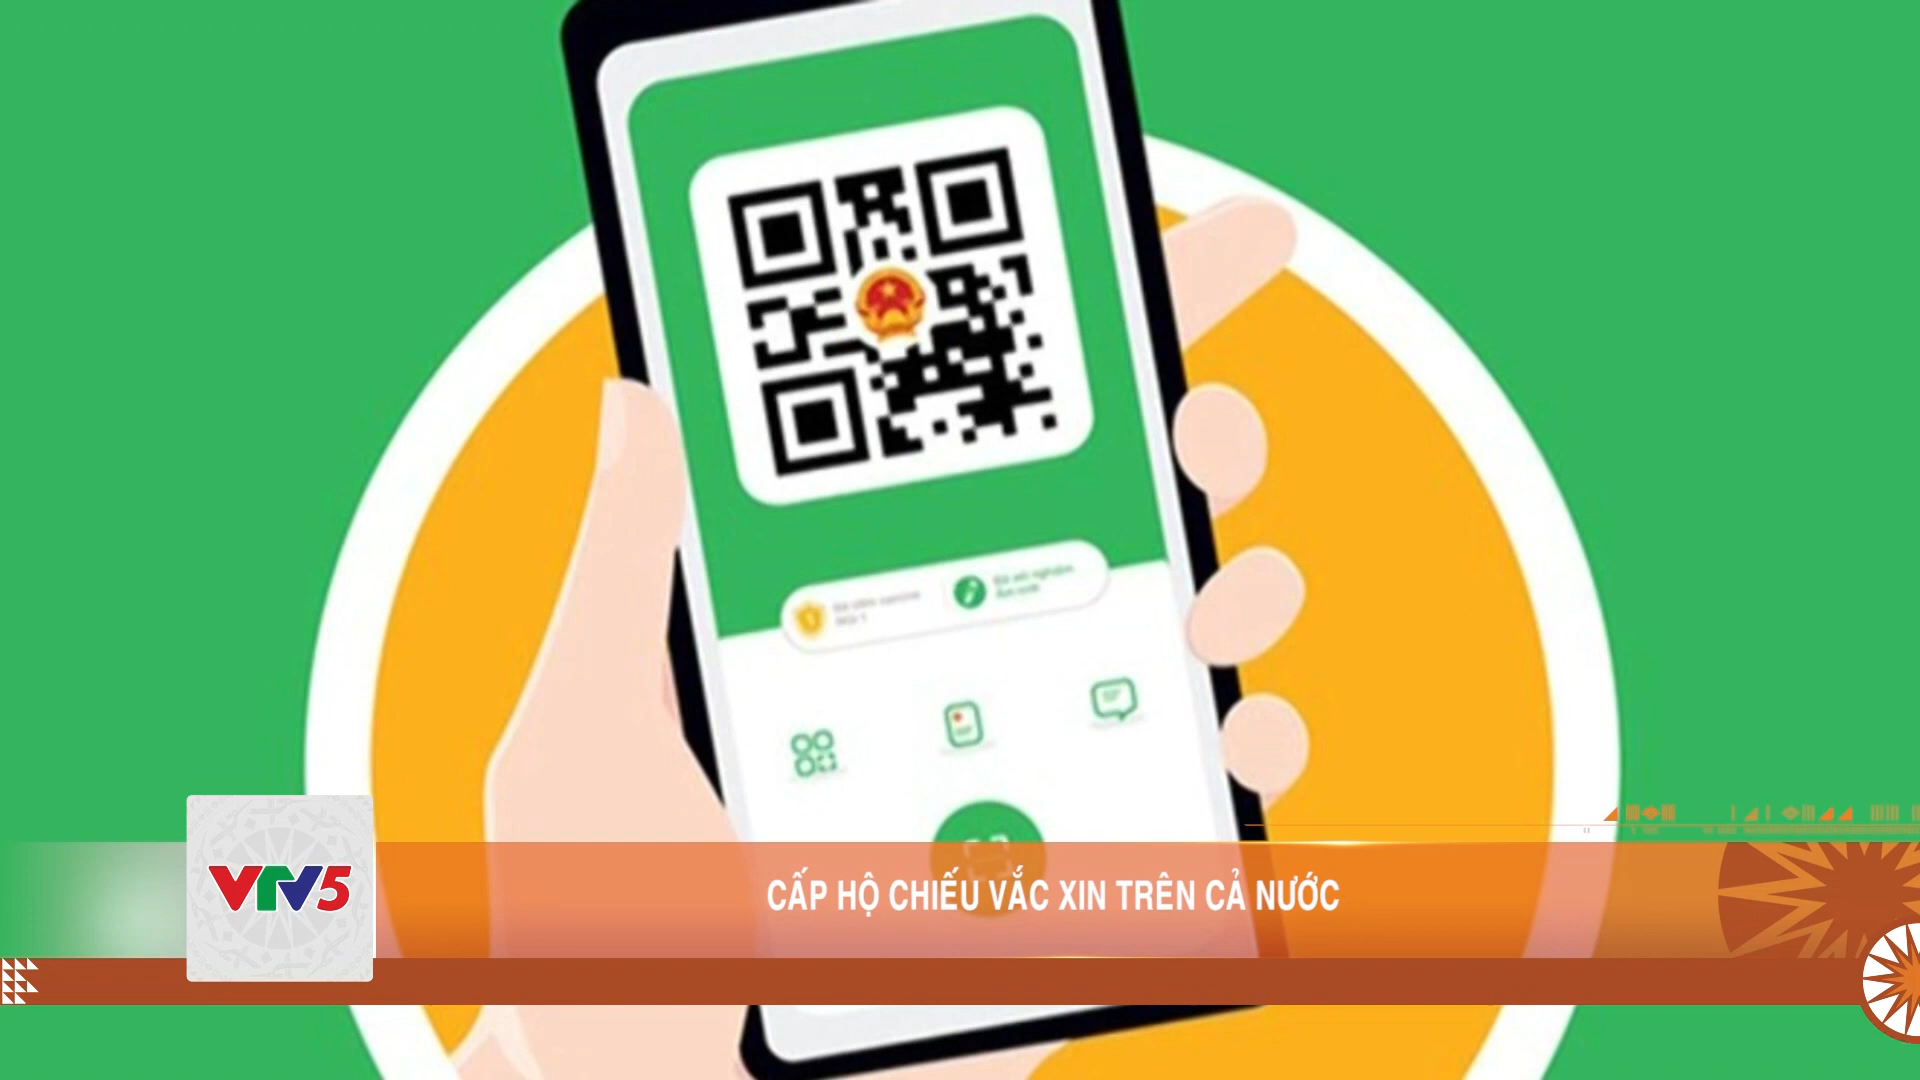 VTV5
CẤP HỘ CHIẾU VẮC XIN TRÊN CẢ NƯỚC